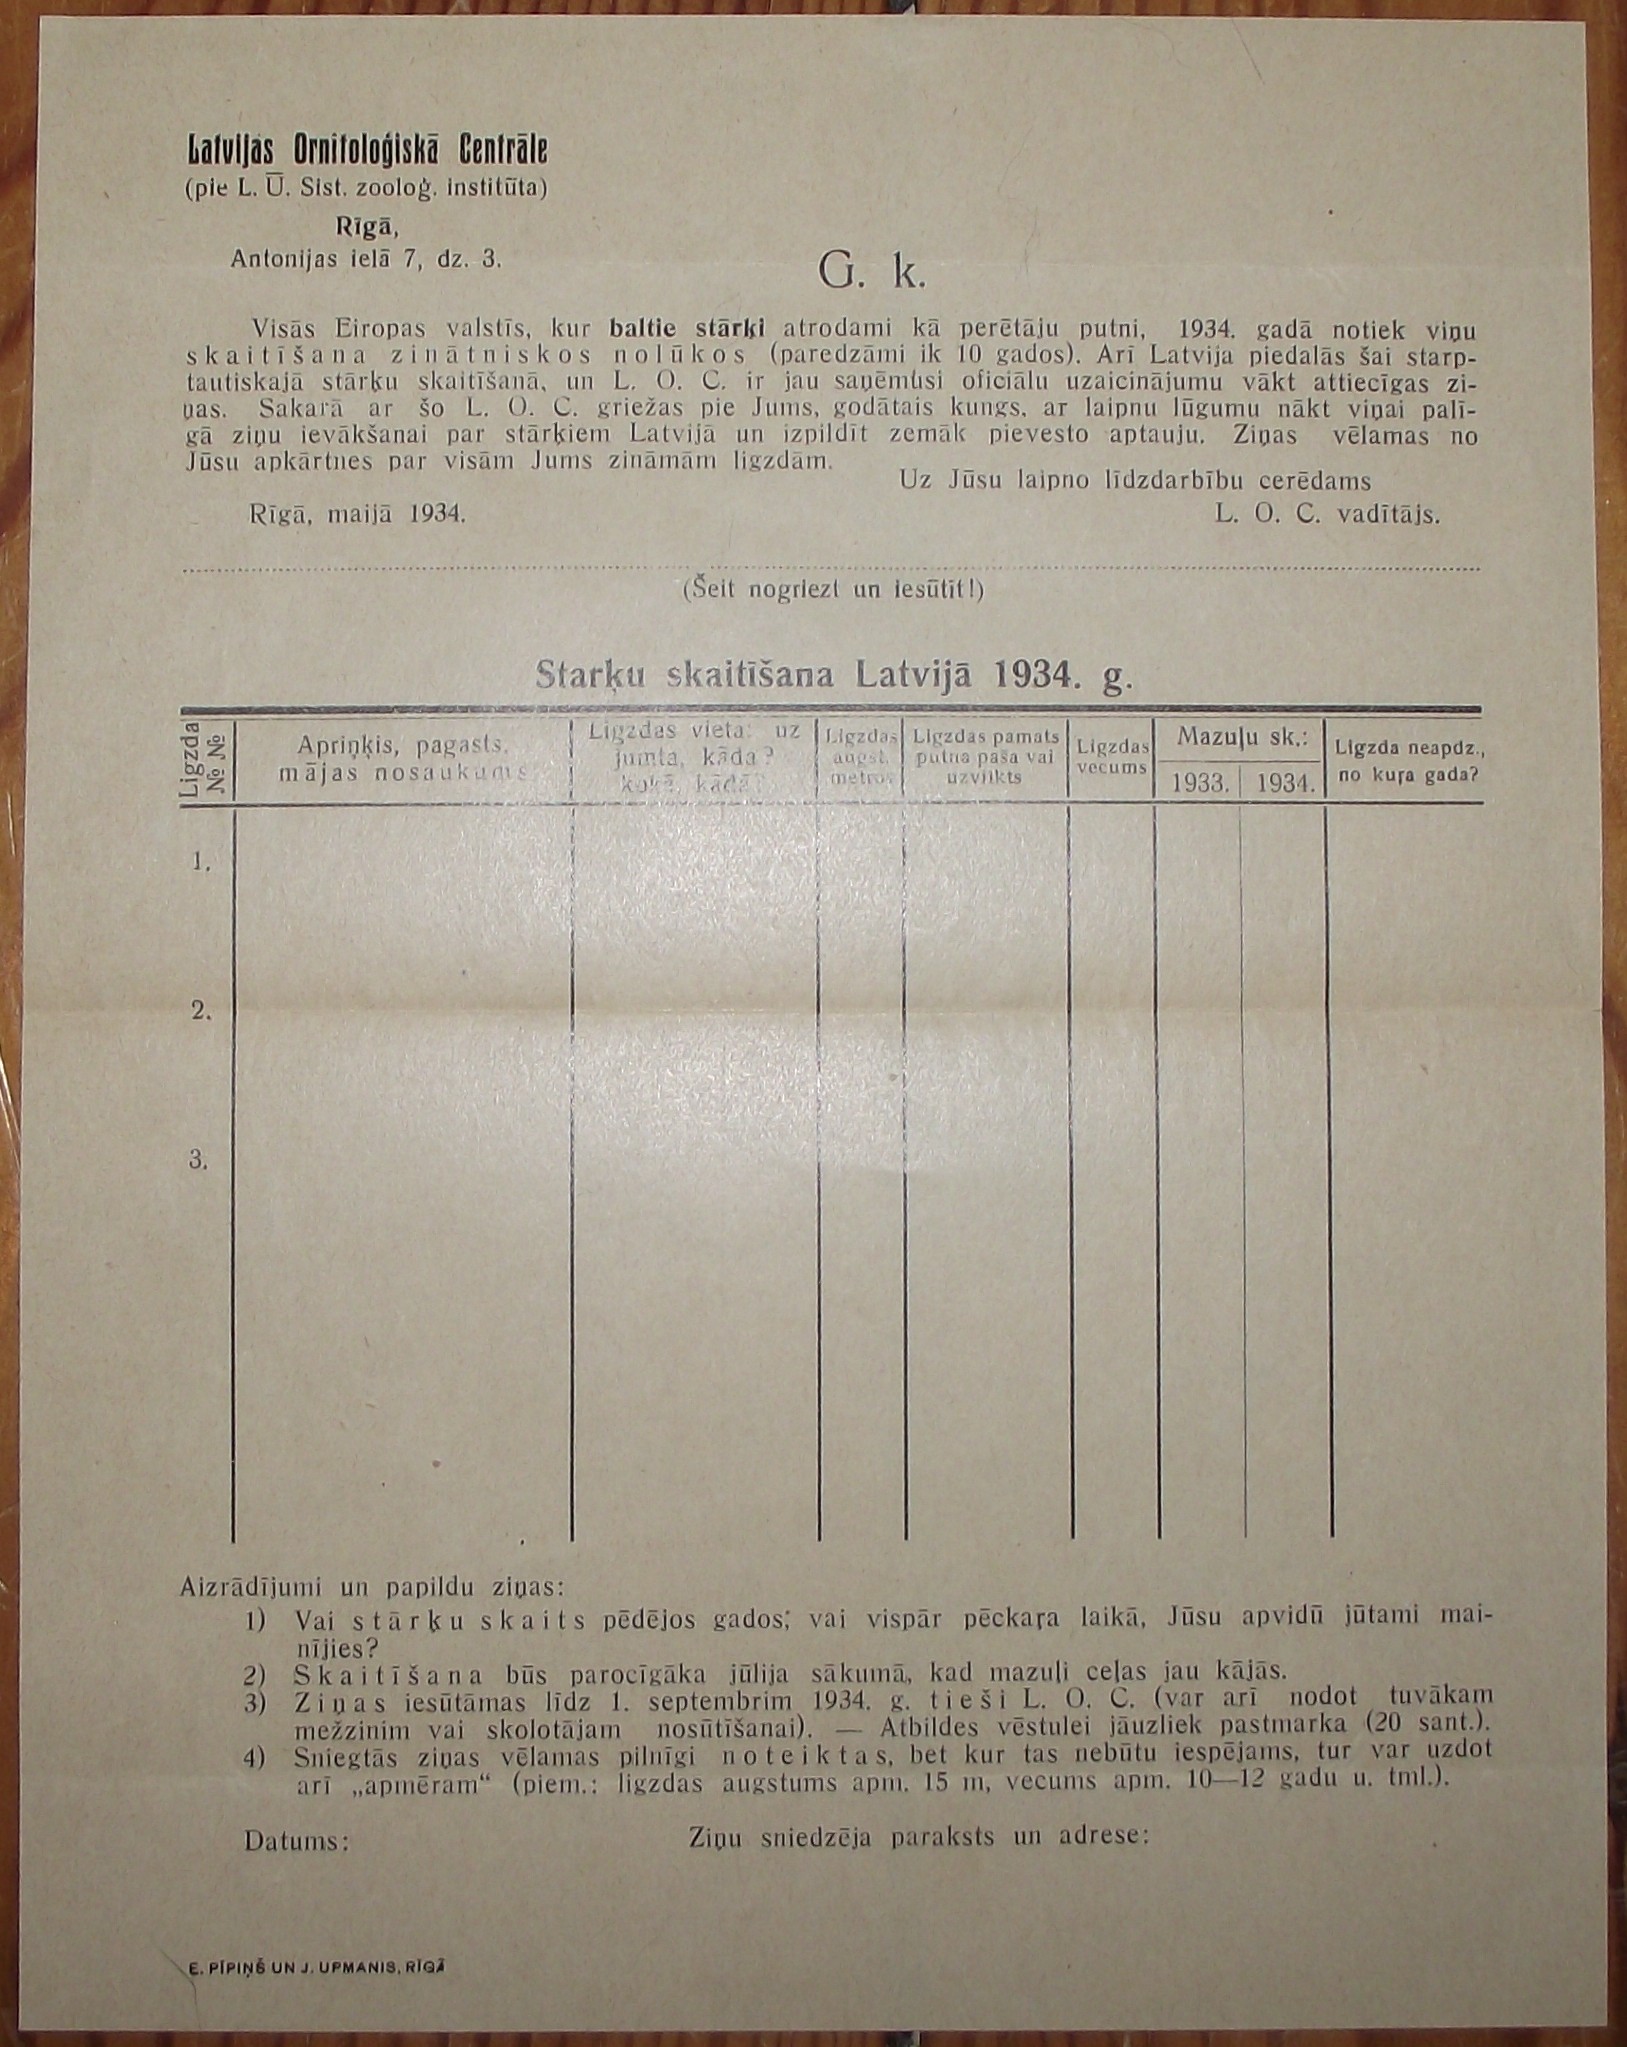 Latvijas Ornitoloģiskā Centrāle
(pie L. Ū. Sist. zooloģ. institūta)
Rīgā,
Antonijas ielā 7, dz. 3.
G. k.
Visās Eiropas valstīs, kur baltie stārķi atrodami kā perētāju putni, 1934. gadā notiek viņu
skaitīšana zinātniskos nolūkos (paredzāmi ik 10 gados). Arī Latvija piedalās šai starp-
tautiskajā stārķu skaitīšanā, un L. O. C. ir jau saņēmusi oficiālu uzaicinājumu vākt attiecīgas zi-
ņas. Sakarā ar šo L. O. C. griežas pie Jums, godātais kungs, ar laipnu lūgumu nākt viņai palī-
gā ziņu ievākšanai par stārķiem Latvijā un izpildīt zemāk pievesto aptauju. Ziņas vēlamas no
Jūsu apkārtnes par visām Jums zināmām ligzdām.
Uz Jūsu laipno līdzdarbību cerēdams
Rīgā, maijā 1934.
L. O. C. vadītājs.
(Šeit nogriezt un iesūtīt!)
Starķu skaitīšana Latvijā 1934. g.
Ligzda
№ №
Apriņķis, pagasts,
mājas nosaukums
Ligzdas vieta: uz
jumta, kāda?
kokā, kādā?
Ligzdas
augst.
metros
Ligzdas pamats
putna paša vai
uzvilkts
Ligzdas
vecums
Mazuļu sk.:
1933.
1934.
Ligzda neapdz.,
no kuŗa gada?
1.
2.
3.
Aizrādījumi un papildu ziņas:
1) Vai stārķu skaits pēdējos gados; vai vispār pēckaŗa laikā, Jūsu apvidū jūtami mai-
nījies?
2) Skaitīšana būs parocīgāka jūlija sākumā, kad mazuļi ceļas jau kājās.
3) Ziņas iesūtāmas līdz 1. septembrim 1934. g. tieši L. O. C. (var arī nodot tuvākam
mežzinim vai skolotājam nosūtīšanai). — Atbildes vēstulei jāuzliek pastmarka (20 sant.).
4) Sniegtās ziņas vēlamas pilnīgi noteiktas, bet kur tas nebūtu iespējams, tur var uzdot
arī „apmēram“ (piem.: ligzdas augstums apm. 15 m, vecums apm. 10—12 gadu u. tml.).
Datums:
Ziņu sniedzēja paraksts un adrese:
E. PĪPIŅŠ UN J. UPMANIS, RĪGĀ